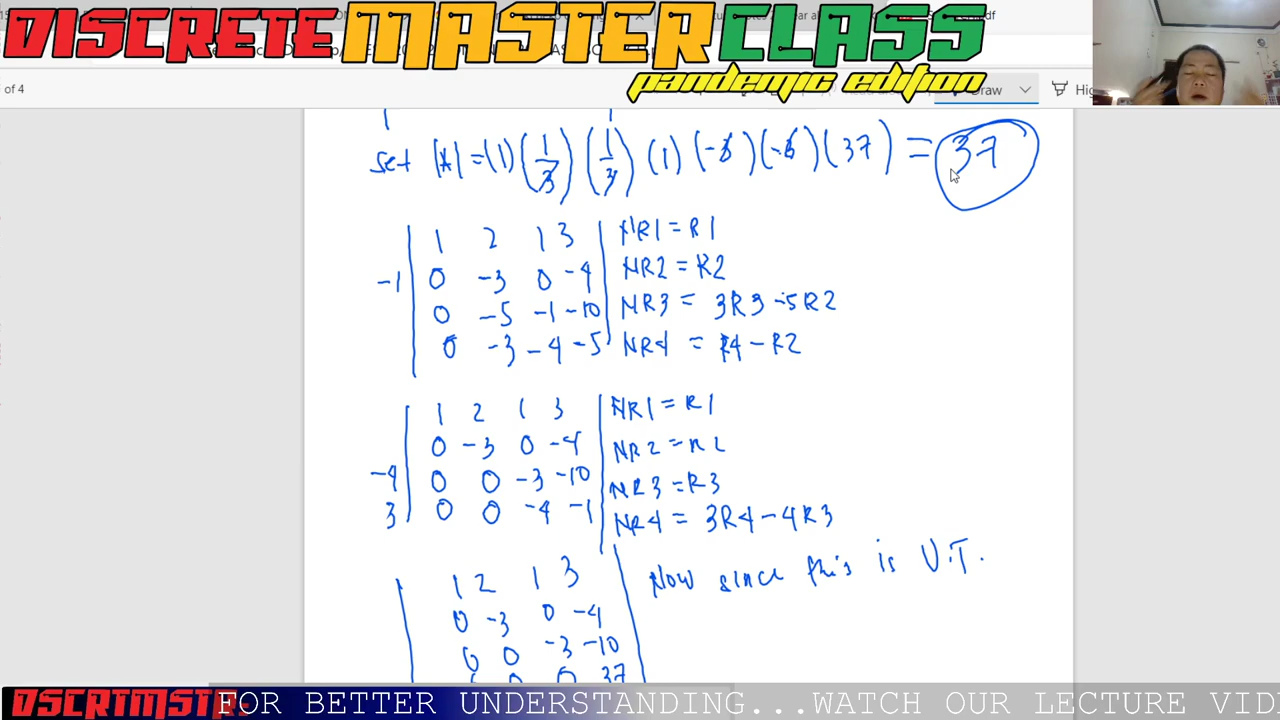 DISCRETE MASTER CLASS
pandemic edition
of 4
Draw
set |A| = (1) (1/3) (1/3) (1) (-3) (-3) (37) = 37
1 2 1 3 NR1 = R1
-1 0 -3 0 -4 NR2 = R2
0 -5 -1 -10 NR3 = 3R3 -5R2
0 -3 -4 -5 NR4 = R4 - R2
1 2 1 3 NR1 = R1
0 -3 0 -4 NR2 = R2
-4 0 0 -3 -10 NR3 = R3
3 0 0 -4 -1 NR4 = 3R4 - 4R3
1 2 1 3 Now since this is U.T.
0 -3 0 -4
0 0 -3 -10
0 0 0 37
FOR BETTER UNDERSTANDING...WATCH OUR LECTURE VID